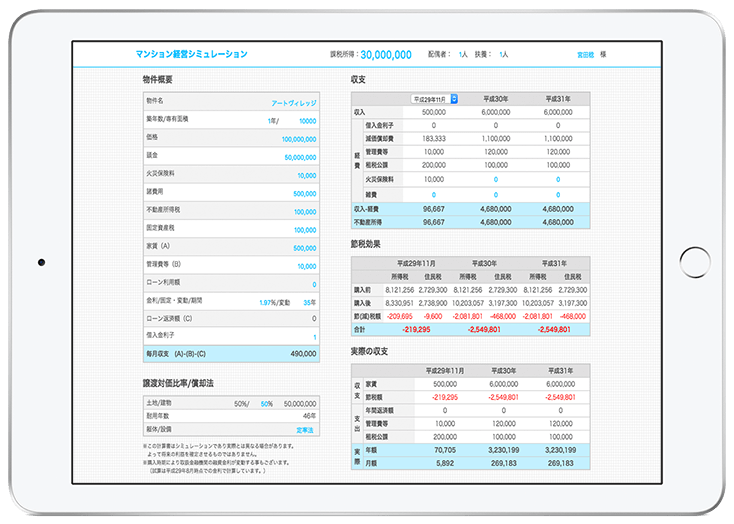 マンション経営シミュレーション 課税所得： 30,000,000 配偶者： 1人 扶養： 1人 宮田聡 様
物件概要
物件名 アートヴィレッジ
築年数/専有面積 1年/ 10000
価格 100,000,000
頭金 50,000,000
火災保険料 10,000
諸費用 500,000
不動産所得税 100,000
固定資産税 100,000
家賃（A） 500,000
管理費等（B） 10,000
ローン利用額 0
金利/固定・変動/期間 1.97%/変動 35年
ローン返済額（C） 0
借入金利子 1
毎月収支 (A)-(B)-(C) 490,000
譲渡対価比率/償却法
土地/建物 50%/ 50% 50,000,000
耐用年数 46年
躯体/設備 定率法
※この計算書はシミュレーションであり実際とは異なる場合があります。
よって将来の利益を確定させるものではありません。
※購入時期により取扱金融機関の融資金利が変動する事もございます。
（試算は平成29年6月時点での金利で計算しています。）
収支
平成29年11月 平成30年 平成31年
収入 500,000 6,000,000 6,000,000
経費
借入金利子 0 0 0
減価償却費 183,333 1,100,000 1,100,000
管理費等 10,000 120,000 120,000
租税公課 200,000 100,000 100,000
火災保険料 10,000 0 0
雑費 0 0 0
収入-経費 96,667 4,680,000 4,680,000
不動産所得 96,667 4,680,000 4,680,000
節税効果
平成29年11月 平成30年 平成31年
所得税 住民税 所得税 住民税 所得税 住民税
購入前 8,121,256 2,729,300 8,121,256 2,729,300 8,121,256 2,729,300
購入後 8,330,951 2,738,900 10,203,057 3,197,300 10,203,057 3,197,300
節(減)税額 -209,695 -9,600 -2,081,801 -468,000 -2,081,801 -468,000
合計 -219,295 -2,549,801 -2,549,801
実際の収支
平成29年11月 平成30年 平成31年
収支
家賃 500,000 6,000,000 6,000,000
節税額 -219,295 -2,549,801 -2,549,801
支出
年間返済額 0 0 0
管理費等 10,000 120,000 120,000
租税公課 200,000 100,000 100,000
実際
年額 70,705 3,230,199 3,230,199
月額 5,892 269,183 269,183